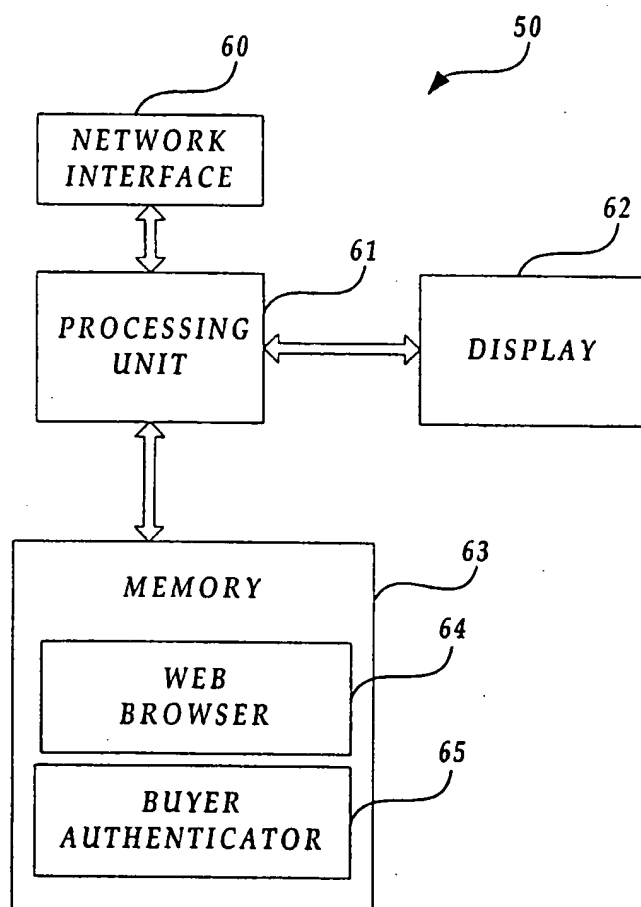 60
50
NETWORK
INTERFACE
61
62
PROCESSING
UNIT
DISPLAY
63
MEMORY
64
WEB
BROWSER
65
BUYER
AUTHENTICATOR